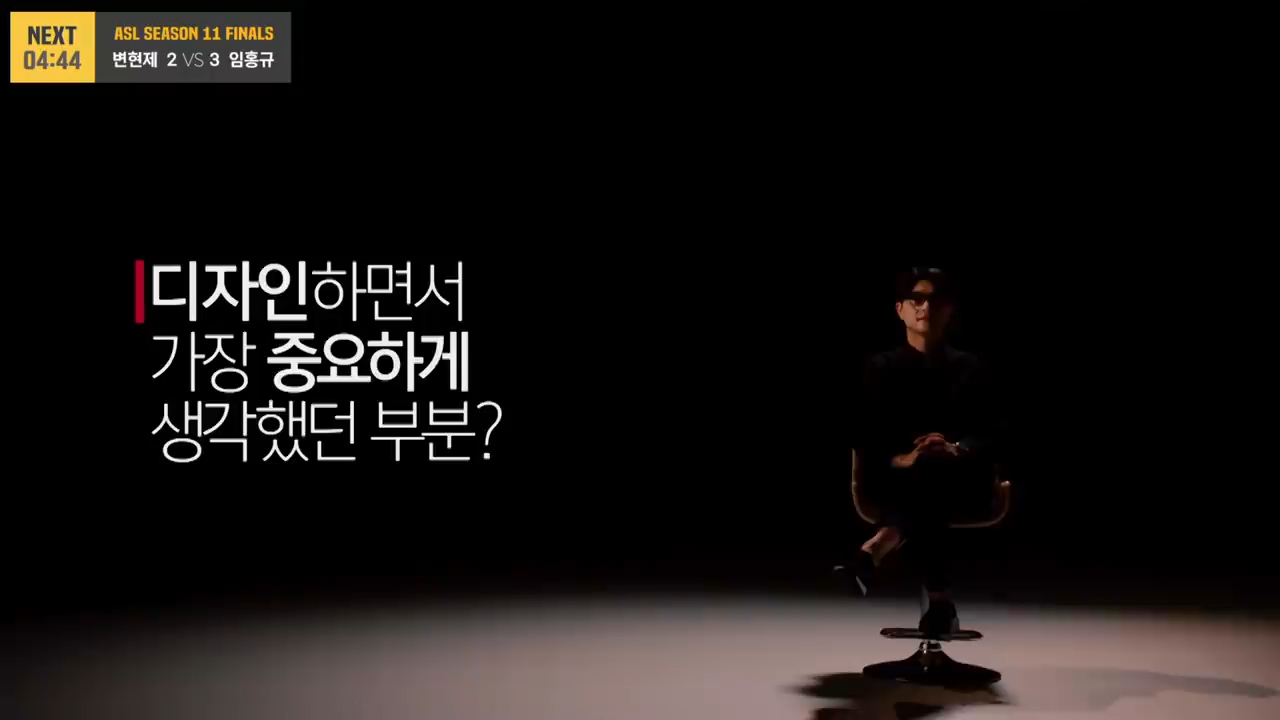 NEXT
04:44
ASL SEASON 11 FINALS
변현제 2 VS 3 임홍규
디자인하면서
가장 중요하게
생각했던 부분?